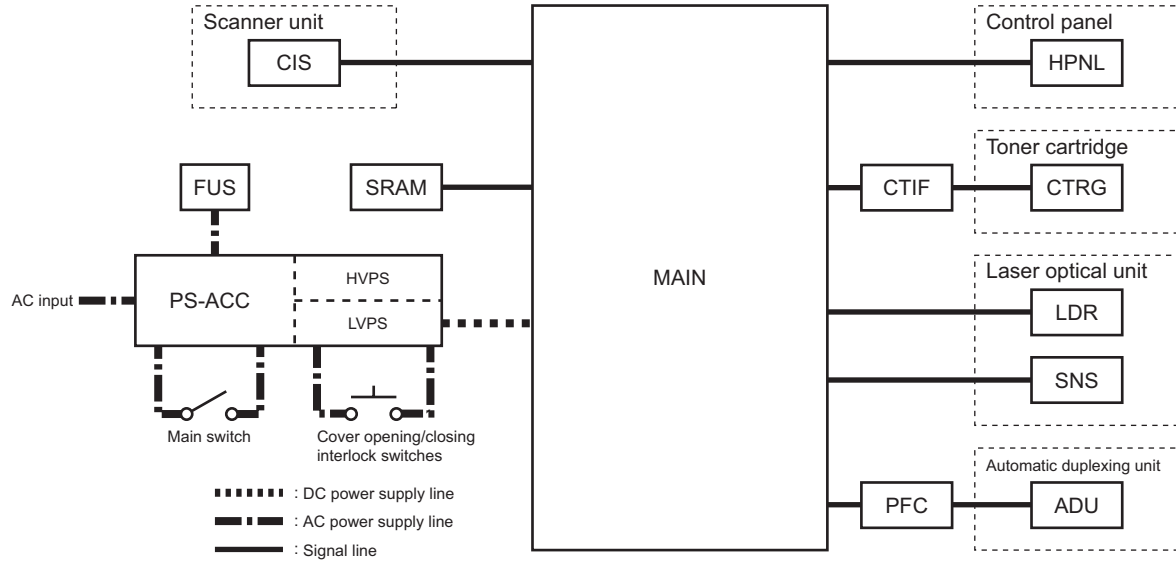 Scanner unit
CIS
Control panel
HPNL
FUS
SRAM
Toner cartridge
CTIF
CTRG
AC input
PS-ACC
HVPS
LVPS
MAIN
Laser optical unit
LDR
SNS
Main switch
Cover opening/closing
interlock switches
Automatic duplexing unit
PFC
ADU
: DC power supply line
: AC power supply line
: Signal line